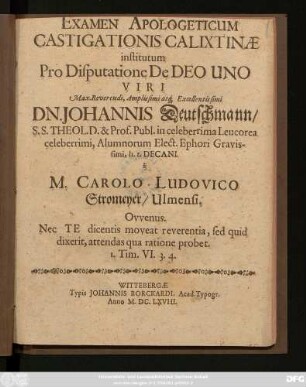 EXAMEN APOLOGETICUM
CASTIGATIONIS CALIXTINÆ
institutum
Pro Disputatione De DEO UNO
VIRI
Max. Reverendi, Amplissimi atq; Excellentissimi
DN. JOHANNIS Deutschmann/
S.S. THEOL. D. & Prof. Publ. in celeberrima Leucorea
celeberrimi, Alumnorum Elect. Ephori Gravis-
simi, h. t. DECANI.
à
M. CAROLO LUDOVICO
Stromeyer/ Ulmensi,
Ovvenus.
Nec TE dicentis moveat reverentia, sed quid
dixerit, attendas qua ratione probet.
1. Tim. VI. 3. 4.
WITTEBERGÆ
Typis JOHANNIS BORCKARDI. Acad. Typogr.
Anno M. DC. LXVIII.